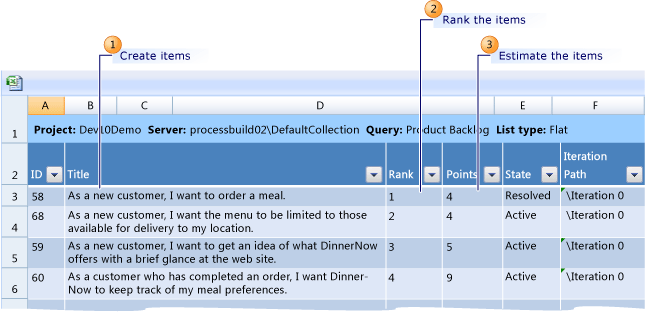 2
Rank the items
1
3
Create items
Estimate the items
A B C D E F
1 Project: Dev10Demo Server: processbuild02\DefaultCollection Query: Product Backlog List type: Flat
2 ID Title Rank Points State Iteration
Path
3 58 As a new customer, I want to order a meal. 1 4 Resolved \Iteration 0
4 68 As a new customer, I want the menu to be limited to those 2 4 Active \Iteration 0
available for delivery to my location.
5 59 As a new customer, I want to get an idea of what DinnerNow 3 5 Active \Iteration 0
offers with a brief glance at the web site.
6 60 As a customer who has completed an order, I want Dinner- 4 9 Active \Iteration 0
Now to keep track of my meal preferences.